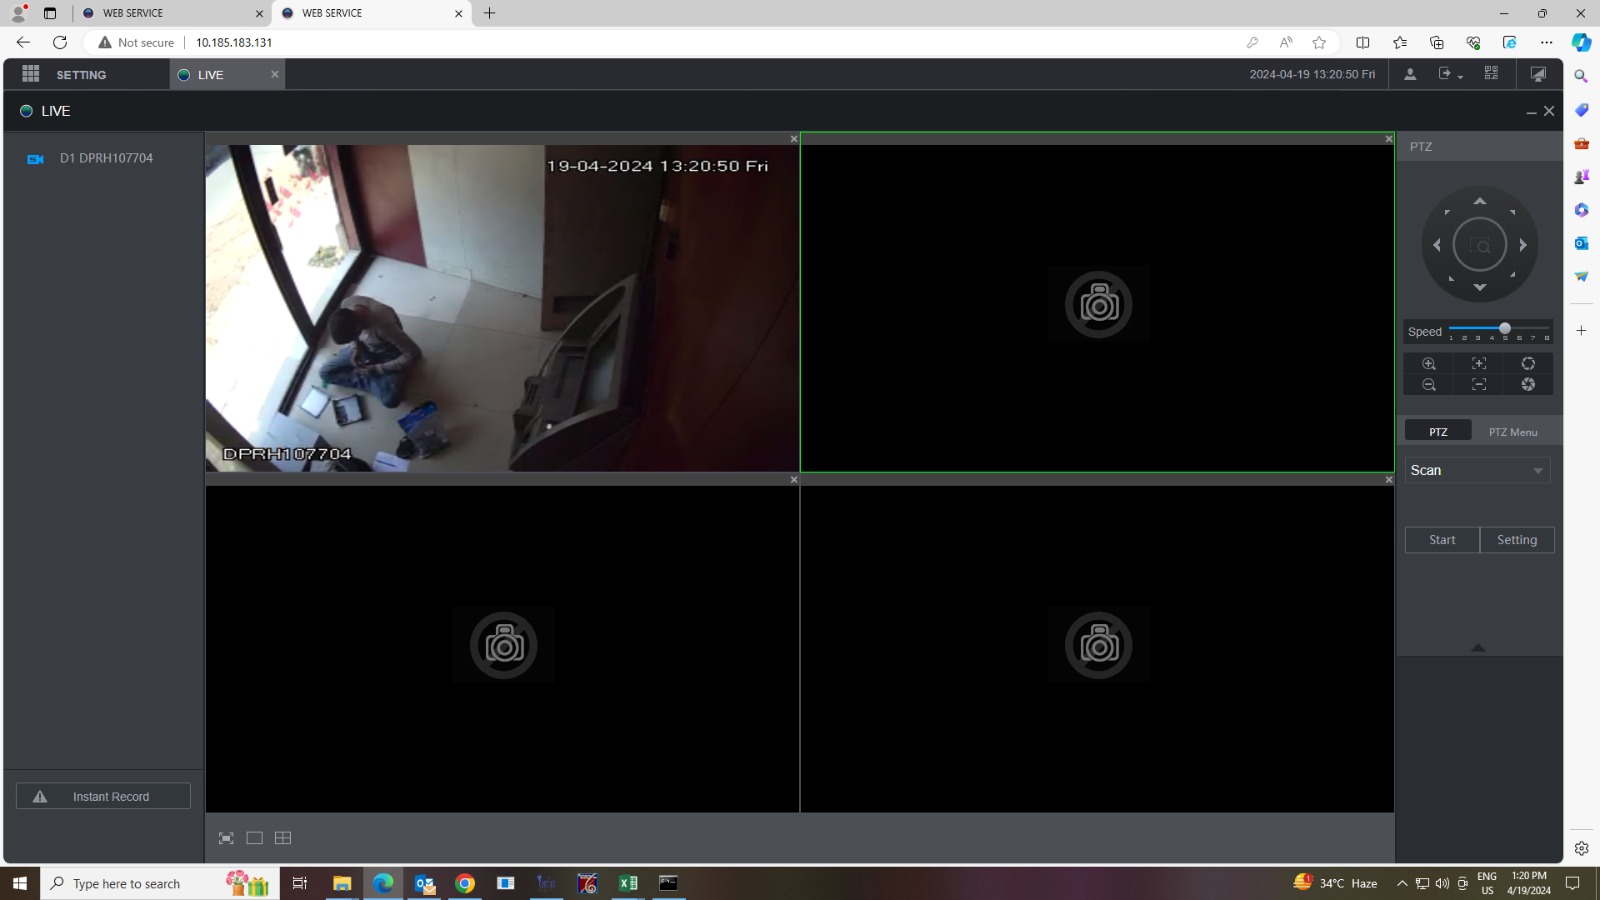 WEB SERVICE
WEB SERVICE
Not secure
10.185.183.131
SETTING
LIVE
2024-04-19 13:20:50 Fri
LIVE
D1 DPRH107704
19-04-2024 13:20:50 Fri
DPRH107704
PTZ
Speed
1 2 3 4 5 6 7 8
PTZ
PTZ Menu
Scan
Start
Setting
Instant Record
Type here to search
34°C Haze
ENG
US
1:20 PM
4/19/2024